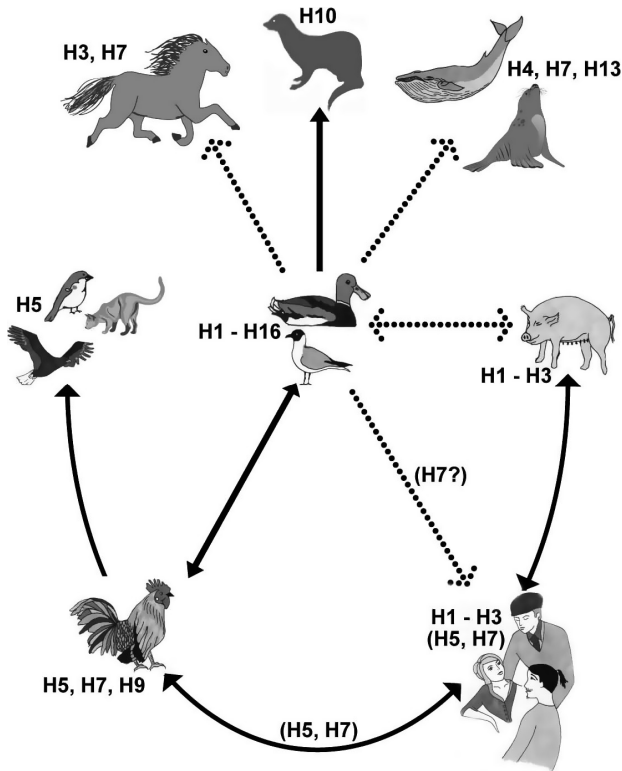 H10
H3, H7
H4, H7, H13
H5
H1 - H16
H1 - H3
(H7?)
H1 - H3
(H5, H7)
H5, H7, H9
(H5, H7)